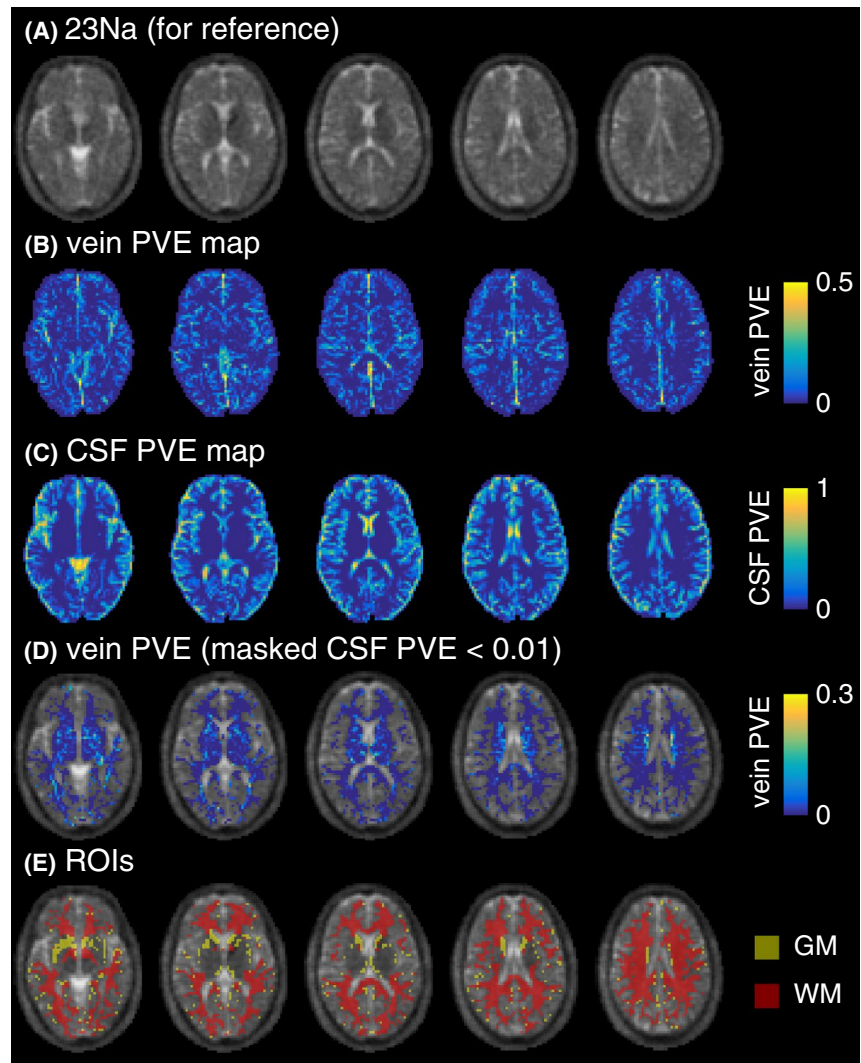 (A) 23Na (for reference)
(B) vein PVE map
0.5
vein PVE
0
(C) CSF PVE map
1
CSF PVE
0
(D) vein PVE (masked CSF PVE < 0.01)
0.3
vein PVE
0
(E) ROIs
GM
WM